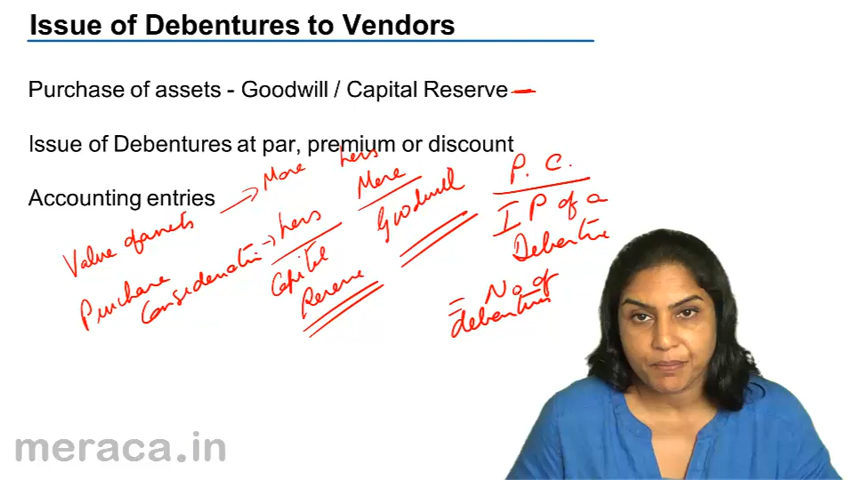 Issue of Debentures to Vendors
Purchase of assets - Goodwill / Capital Reserve
Issue of Debentures at par, premium or discount
Accounting entries
Value of assets → More Less
Purchase Consideration → Less More
Capital Reserve
Goodwill
P. C.
I P of a
Debenture
= No of
debentures
meraca.in